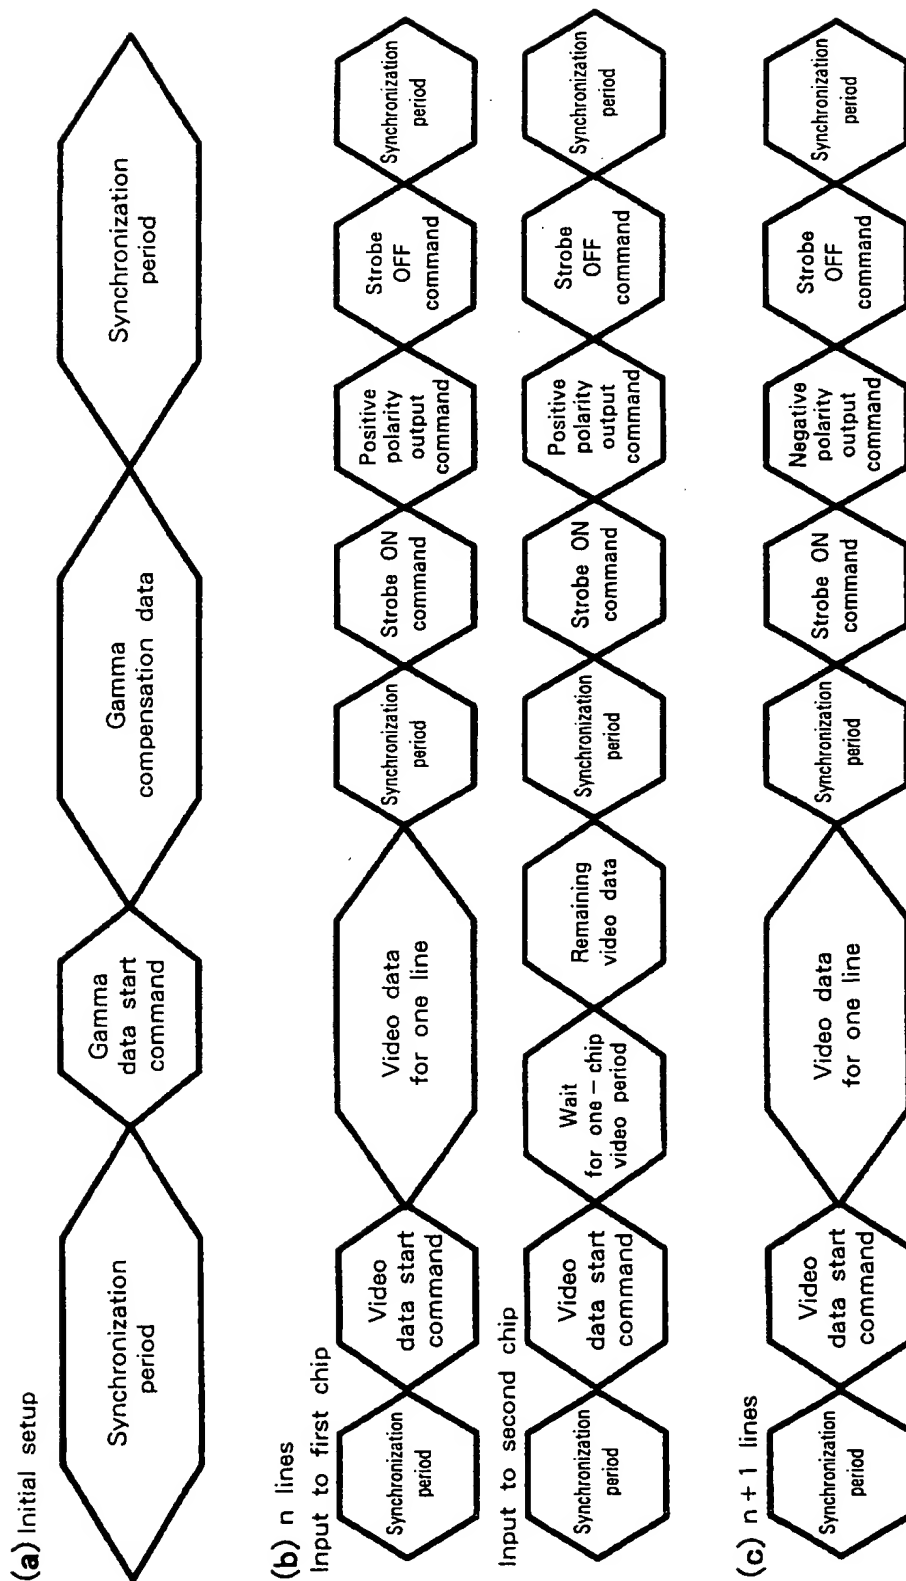 (a) Initial setup
Synchronization
period
Gamma
data start
command
Gamma
compensation data
Synchronization
period
(b) n lines
Input to first chip
Synchronization
period
Video
data start
command
Video data
for one line
Synchronization
period
Strobe ON
command
Positive
polarity
output
command
Strobe
OFF
command
Synchronization
period
Input to second chip
Synchronization
period
Video
data start
command
Wait
for one-chip
video period
Remaining
video data
Synchronization
period
Strobe ON
command
Positive
polarity
output
command
Strobe
OFF
command
Synchronization
period
(c) n + 1 lines
Synchronization
period
Video
data start
command
Video data
for one line
Synchronization
period
Strobe ON
command
Negative
polarity
output
command
Strobe
OFF
command
Synchronization
period